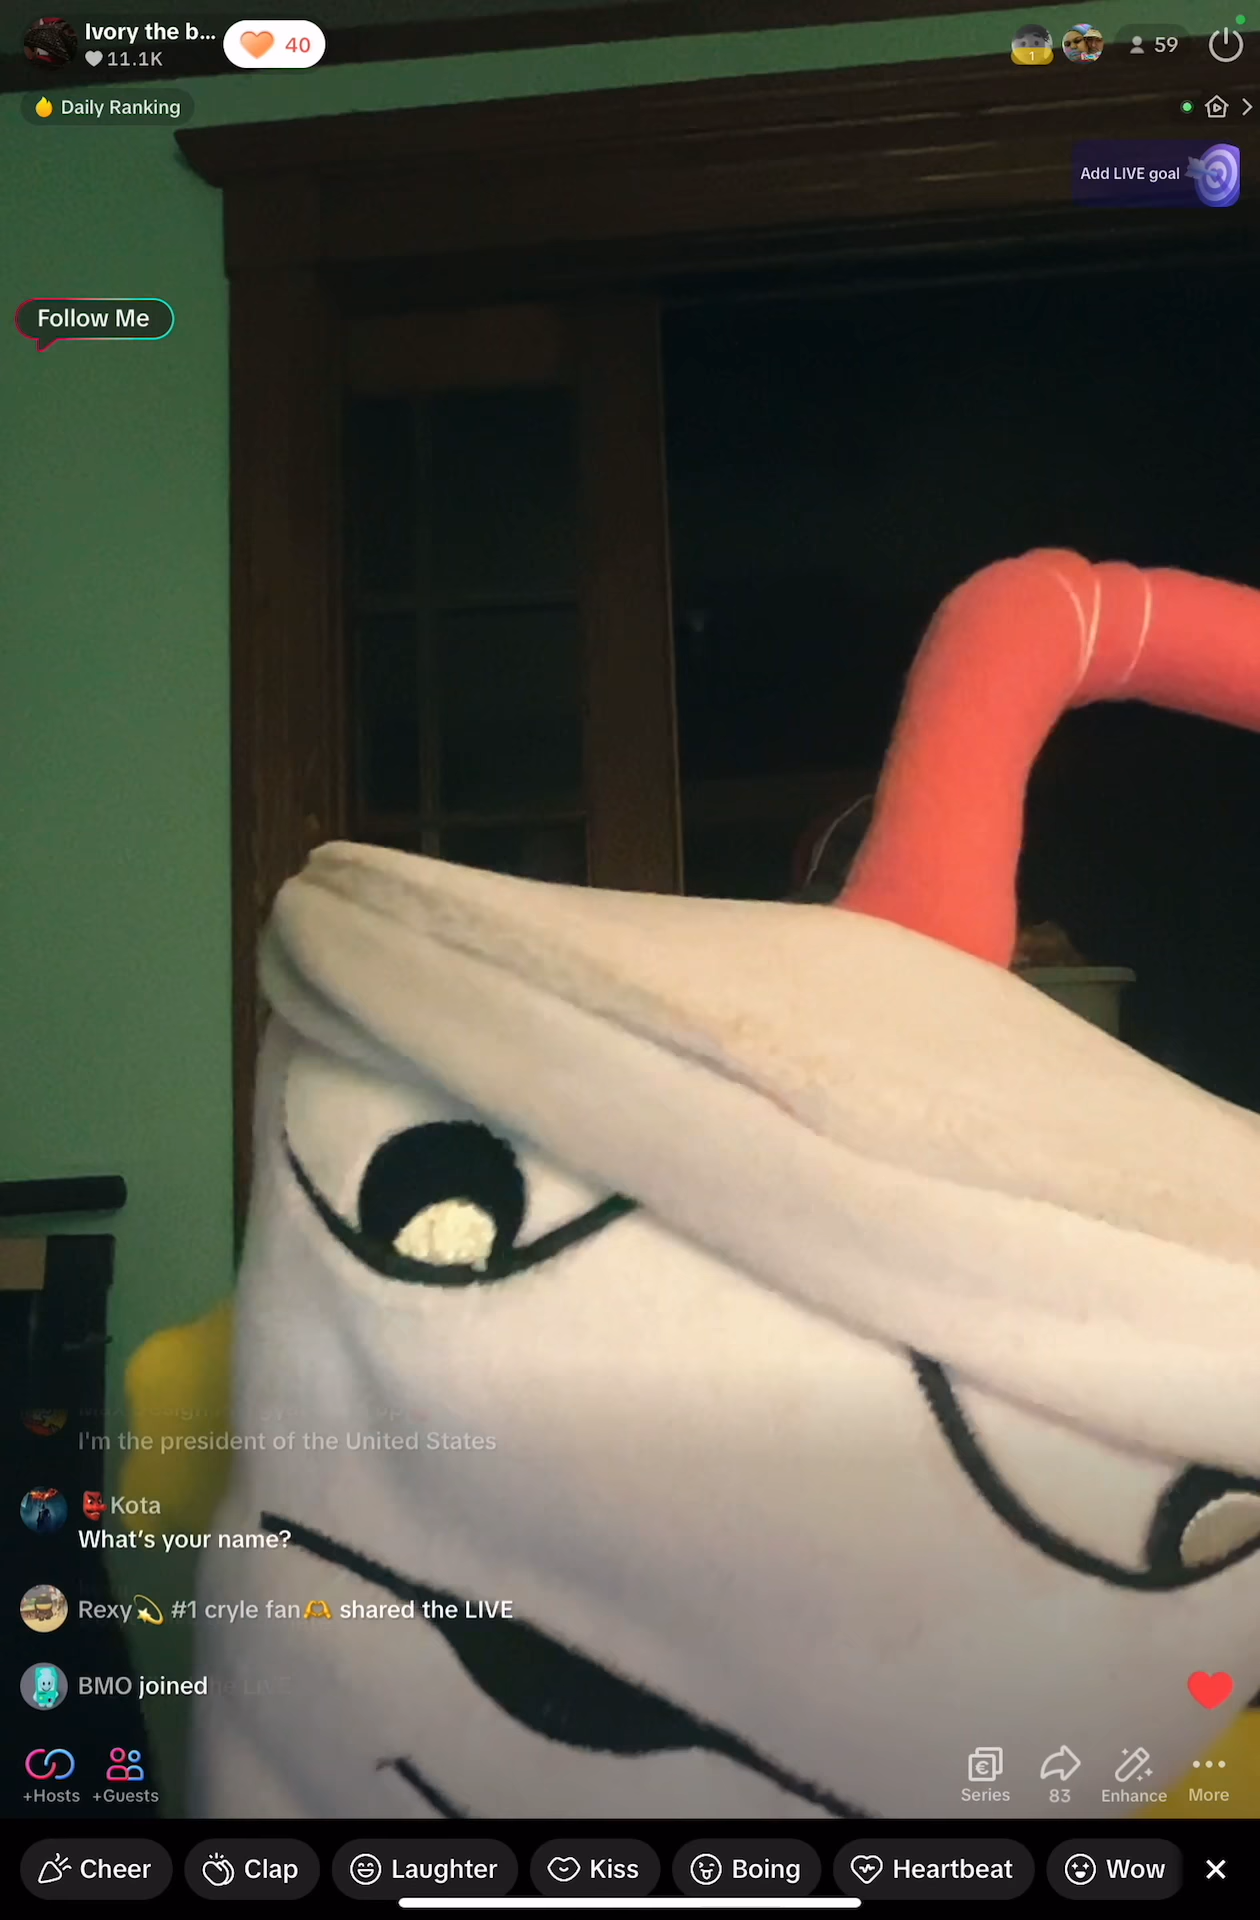 Ivory the b...
11.1K
40
1
59
Daily Ranking
Add LIVE goal
Follow Me
I'm the president of the United States
👺Kota
What's your name?
Rexy💫 #1 cryle fan🫶 shared the LIVE
BMO joined
+Hosts
+Guests
Series
83
Enhance
More
Cheer
Clap
Laughter
Kiss
Boing
Heartbeat
Wow